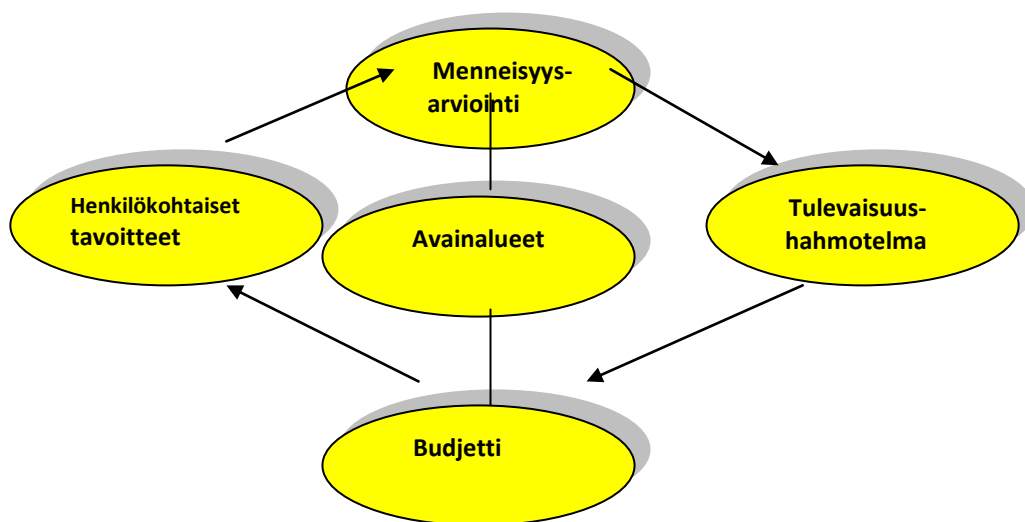 Menneisyys-
arviointi
Henkilökohtaiset
tavoitteet
Avainalueet
Tulevaisuus-
hahmotelma
Budjetti